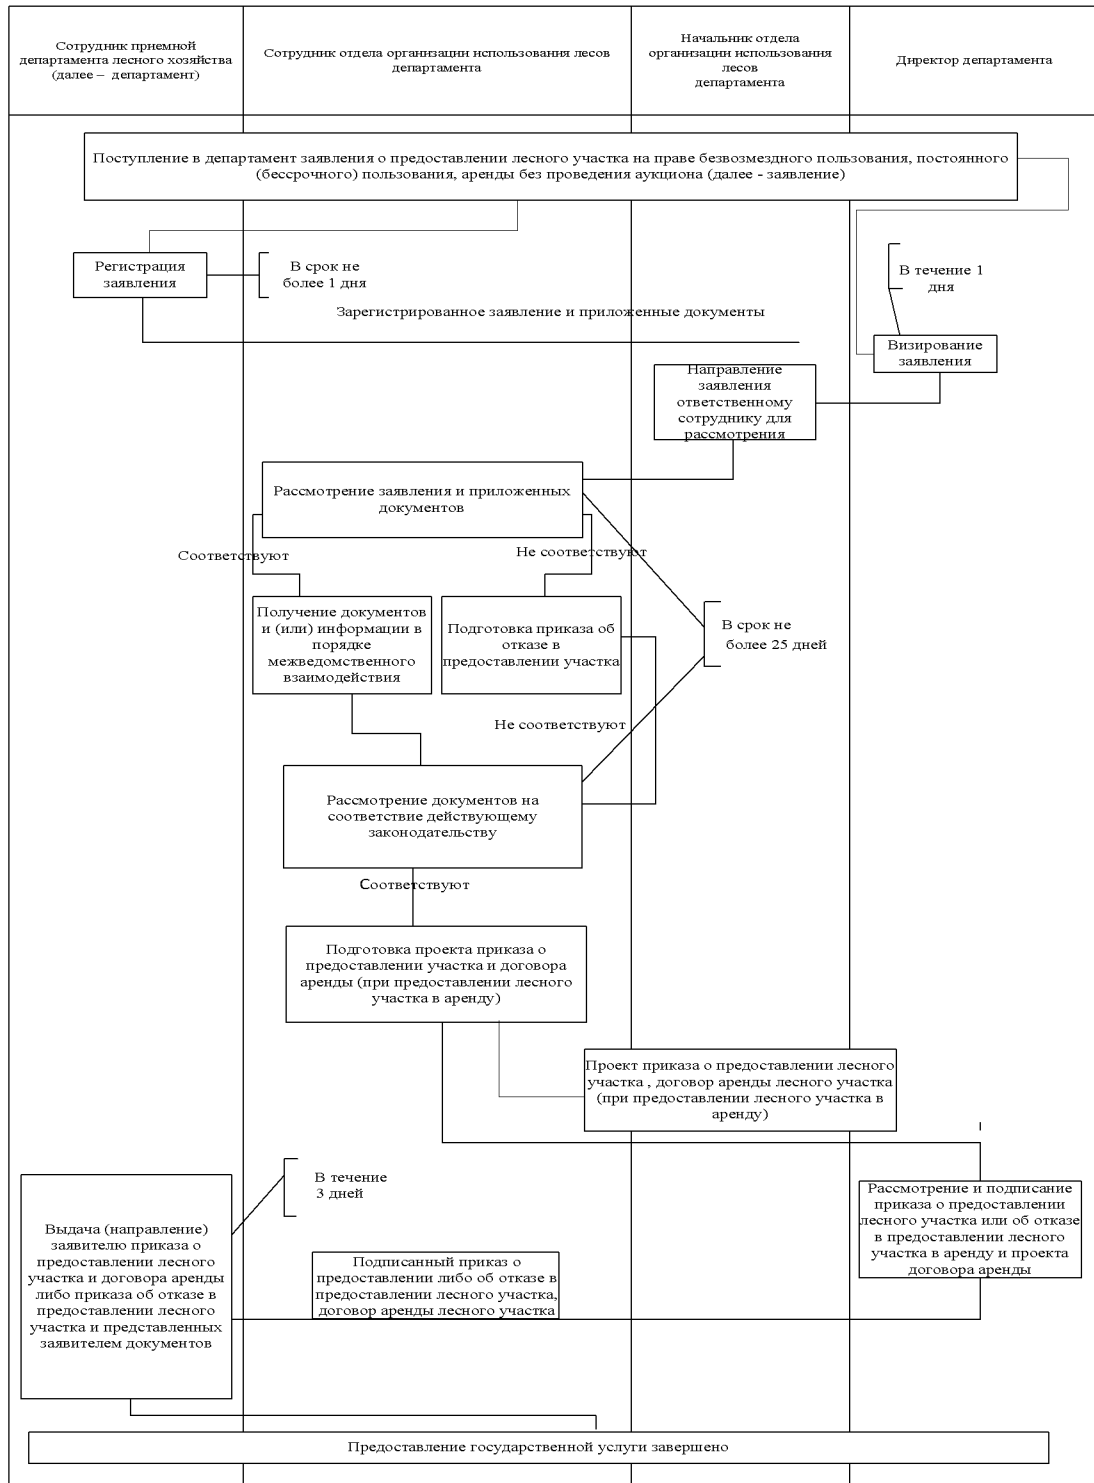 Сотрудник приемной
департамента лесного хозяйства
(далее – департамент)
Сотрудник отдела организации использования лесов
департамента
Начальник отдела
организации использования
лесов
департамента
Директор департамента
Поступление в департамент заявления о предоставлении лесного участка на праве безвозмездного пользования, постоянного
(бессрочного) пользования, аренды без проведения аукциона (далее - заявление)
Регистрация
заявления
В срок не
более 1 дня
В течение 1
дня
Зарегистрированное заявление и приложенные документы
Визирование
заявления
Направление
заявления
ответственному
сотруднику для
рассмотрения
Рассмотрение заявления и приложенных
документов
Соответствуют
Не соответствуют
Получение документов
и (или) информации в
порядке
межведомственного
взаимодействия
Подготовка приказа об
отказе в
предоставлении участка
В срок не
более 25 дней
Не соответствуют
Рассмотрение документов на
соответствие действующему
законодательству
Соответствуют
Подготовка проекта приказа о
предоставлении участка и договора
аренды (при предоставлении лесного
участка в аренду)
Проект приказа о предоставлении лесного
участка , договор аренды лесного участка
(при предоставлении лесного участка в
аренду)
В течение
3 дней
Рассмотрение и подписание
приказа о предоставлении
лесного участка или об отказе
в предоставлении лесного
участка в аренду и проекта
договора аренды
Выдача (направление)
заявителю приказа о
предоставлении лесного
участка и договора аренды
либо приказа об отказе в
предоставлении лесного
участка и представленных
заявителем документов
Подписанный приказ о
предоставлении либо об отказе в
предоставлении лесного участка,
договор аренды лесного участка
Предоставление государственной услуги завершено